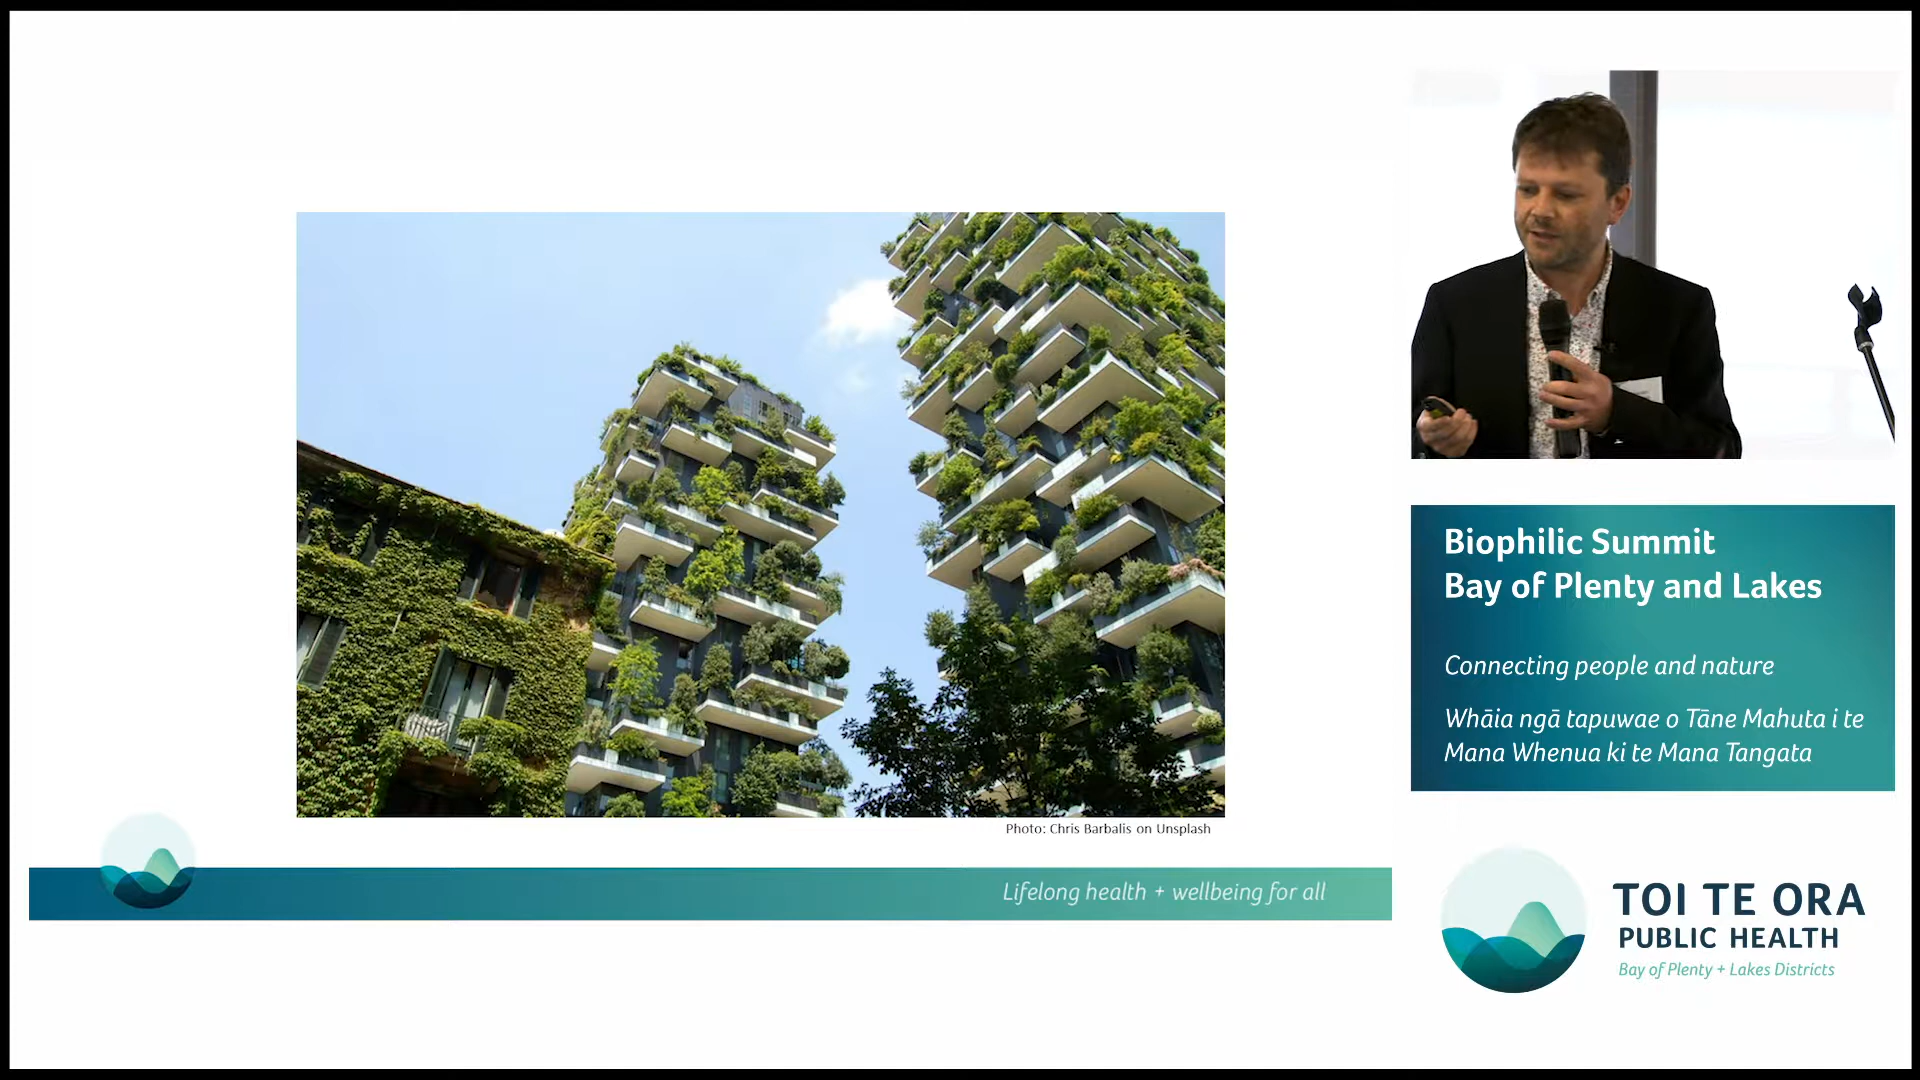 Photo: Chris Barbalis on Unsplash
Lifelong health + wellbeing for all
Biophilic Summit
Bay of Plenty and Lakes
Connecting people and nature
Whāia ngā tapuwae o Tāne Mahuta i te
Mana Whenua ki te Mana Tangata
TOI TE ORA
PUBLIC HEALTH
Bay of Plenty + Lakes Districts